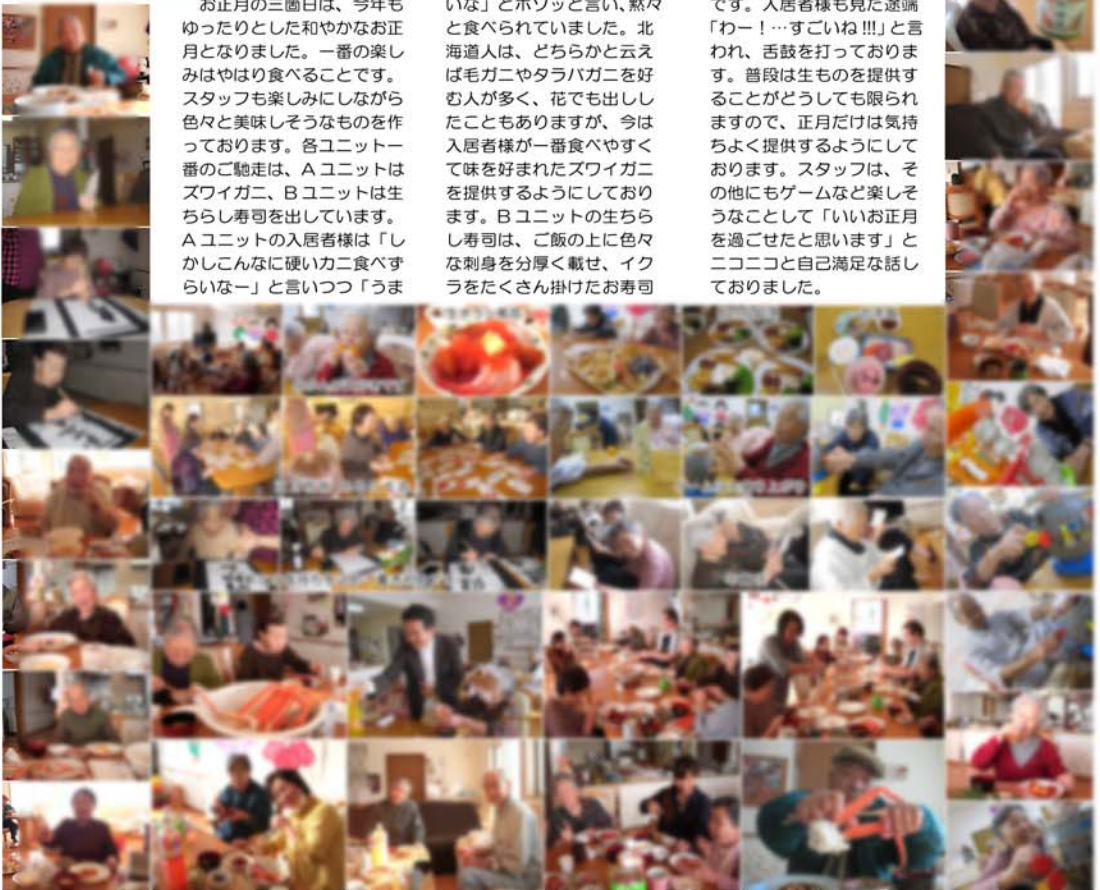 お正月の三箇日は、今年も
ゆったりとした和やかなお正
月となりました。一番の楽し
みはやはり食べることです。
スタッフも楽しみにしながら
色々と美味しそうなものを作
っております。各ユニット一
番のご馳走は、Aユニットは
ズワイガニ、Bユニットは生
ちらし寿司を出しています。
Aユニットの入居者様は「し
かしこんなに硬いカニ食べず
らいなー」と言いつつ「うま
いな」とボソッと言い、黙々
と食べられていました。北
海道人は、どちらかと云え
ば毛ガニやタラバガニを好
む人が多く、花でも出しし
たこともありますが、今は
入居者様が一番食べやすく
て味を好まれたズワイガニ
を提供するようにしており
ます。Bユニットの生ちら
し寿司は、ご飯の上に色々
な刺身を分厚く載せ、イク
ラをたくさん掛けたお寿司
です。入居者様も見た途端
「わー！…すごいね!!!」と言
われ、舌鼓を打っておりま
す。普段は生ものを提供す
ることがどうしても限られ
ますので、正月だけは気持
ちよく提供するようにして
おります。スタッフは、そ
の他にもゲームなど楽しそ
うなことして「いいお正月
を過ごせたと思います」と
ニコニコと自己満足な話し
ておりました。